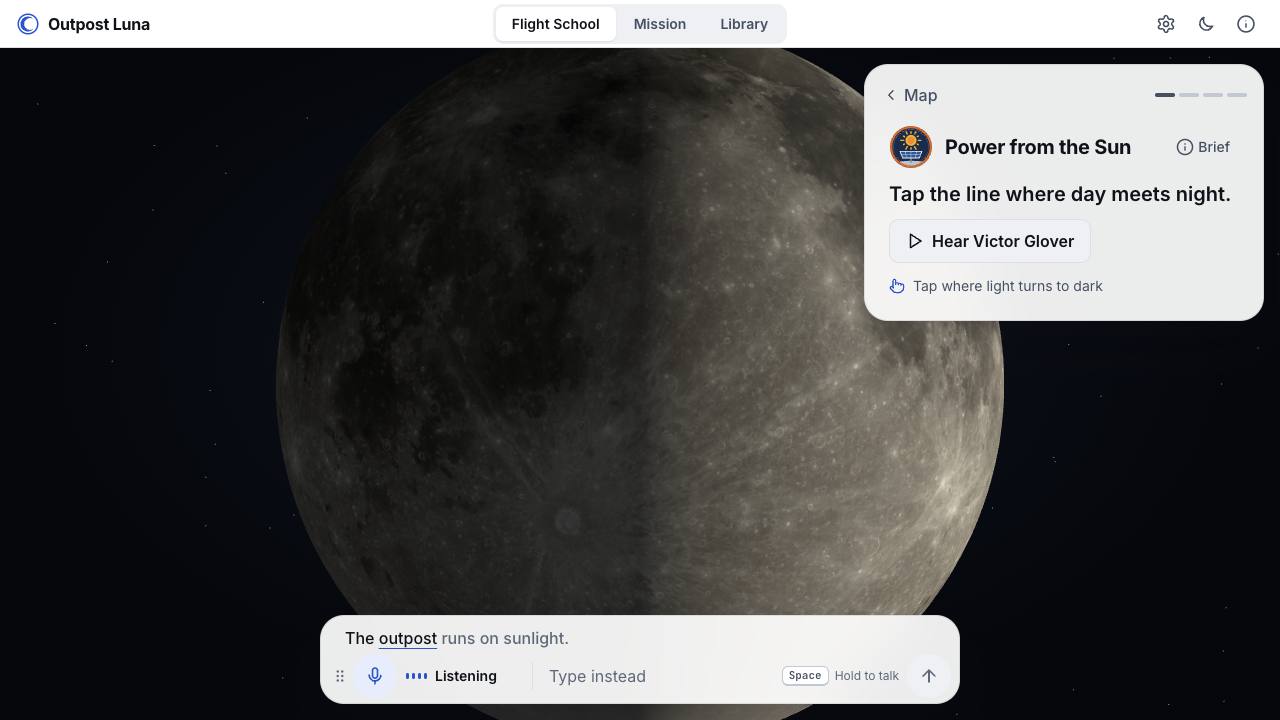 Outpost Luna
Flight School
Mission
Library
Map
Power from the Sun
Brief
Tap the line where day meets night.
Hear Victor Glover
Tap where light turns to dark
The outpost runs on sunlight.
Listening
Type instead
Space
Hold to talk